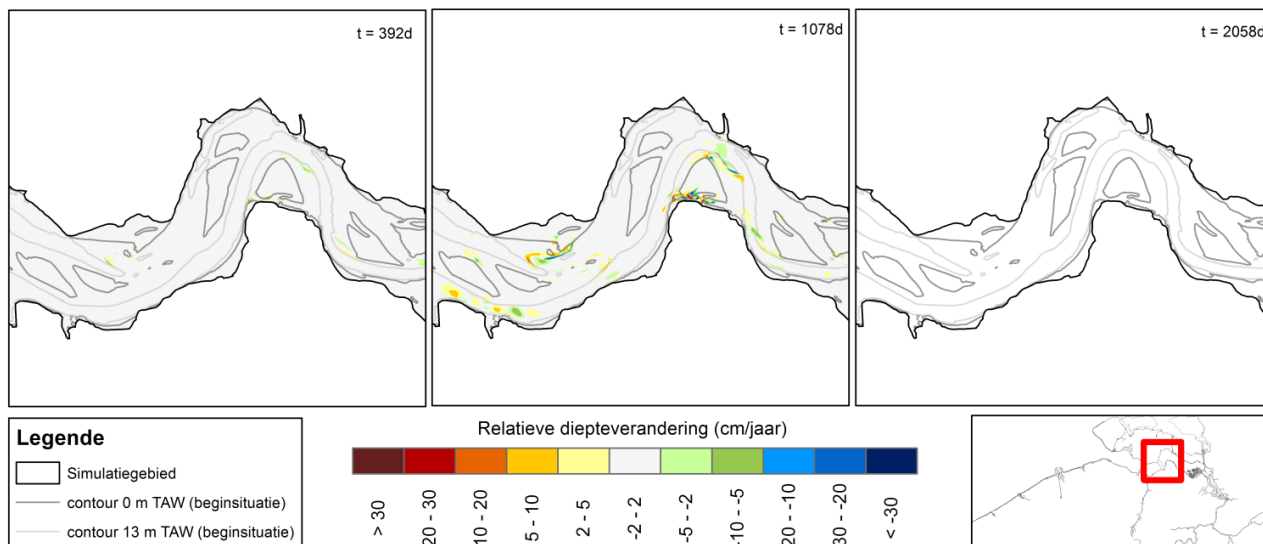 t = 392d
t = 1078d
t = 2058d
Legende
Simulatiegebied
contour 0 m TAW (beginsituatie)
contour 13 m TAW (beginsituatie)
Relatieve diepteverandering (cm/jaar)
> 30
20 - 30
10 - 20
5 - 10
2 - 5
-2 - 2
-5 - -2
-10 - -5
-20 - -10
-30 - -20
< -30